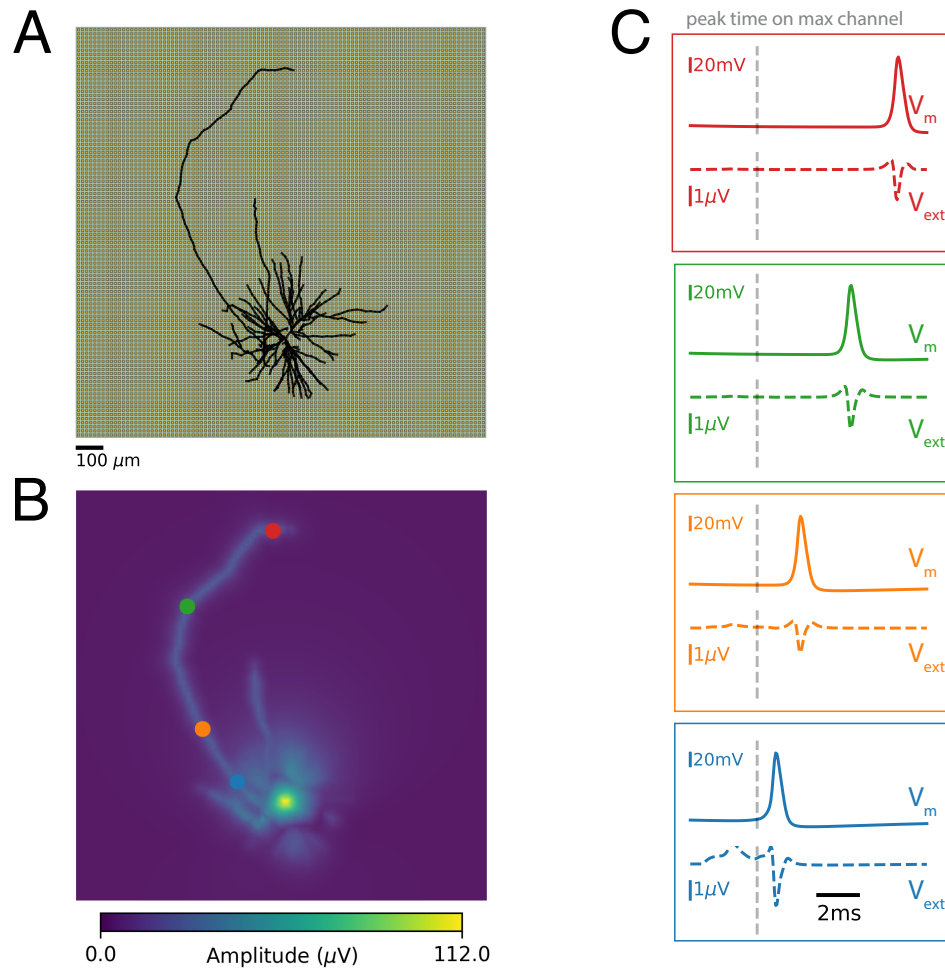 A
100 μm
B
0.0
Amplitude (μV)
112.0
C
peak time on max channel
20mV
Vm
1μV
Vext
20mV
Vm
1μV
Vext
20mV
Vm
1μV
Vext
20mV
Vm
1μV
Vext
2ms